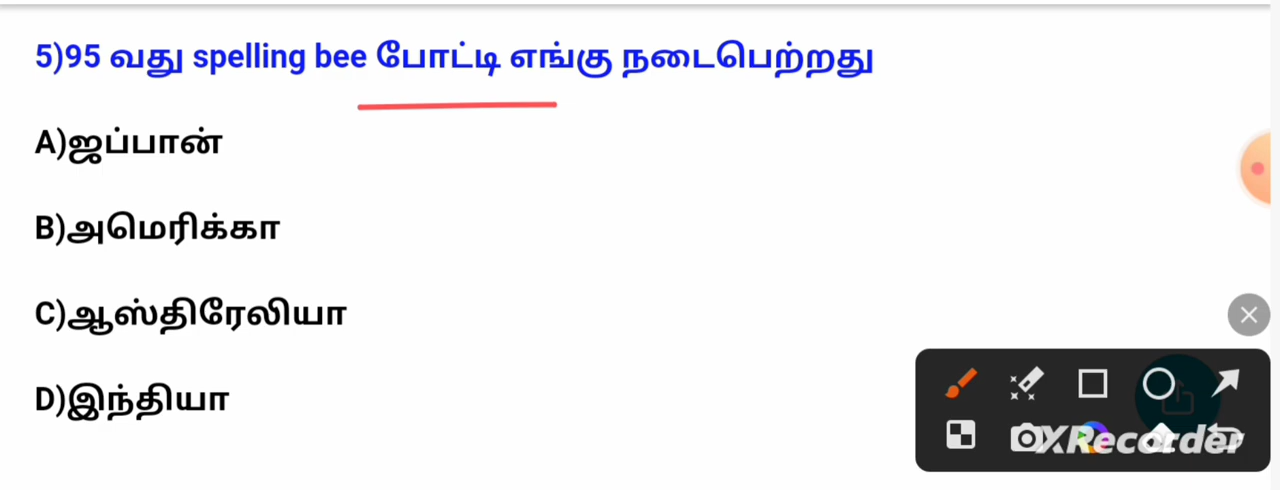 5)95 வது spelling bee போட்டி எங்கு நடைபெற்றது
A)ஜப்பான்
B)அமெரிக்கா
C)ஆஸ்திரேலியா
D)இந்தியா
XRecorder